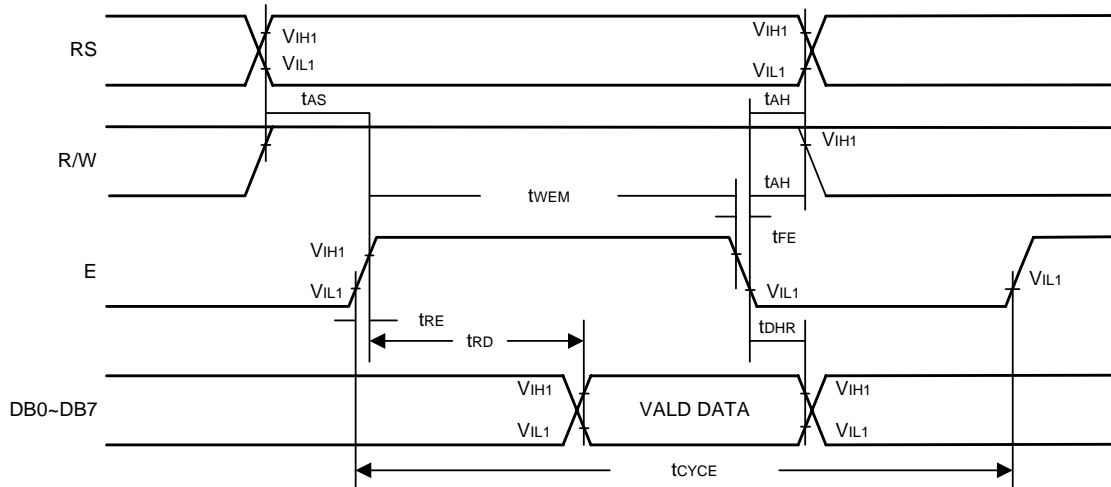 RS
VIH1
VIL1
VIH1
VIL1
tAS
tAH
R/W
VIH1
tWEM
tAH
tFE
E
VIH1
VIL1
VIL1
VIL1
tRE
tRD
tDHR
DB0~DB7
VIH1
VIL1
VALD DATA
VIH1
VIL1
tCYCE